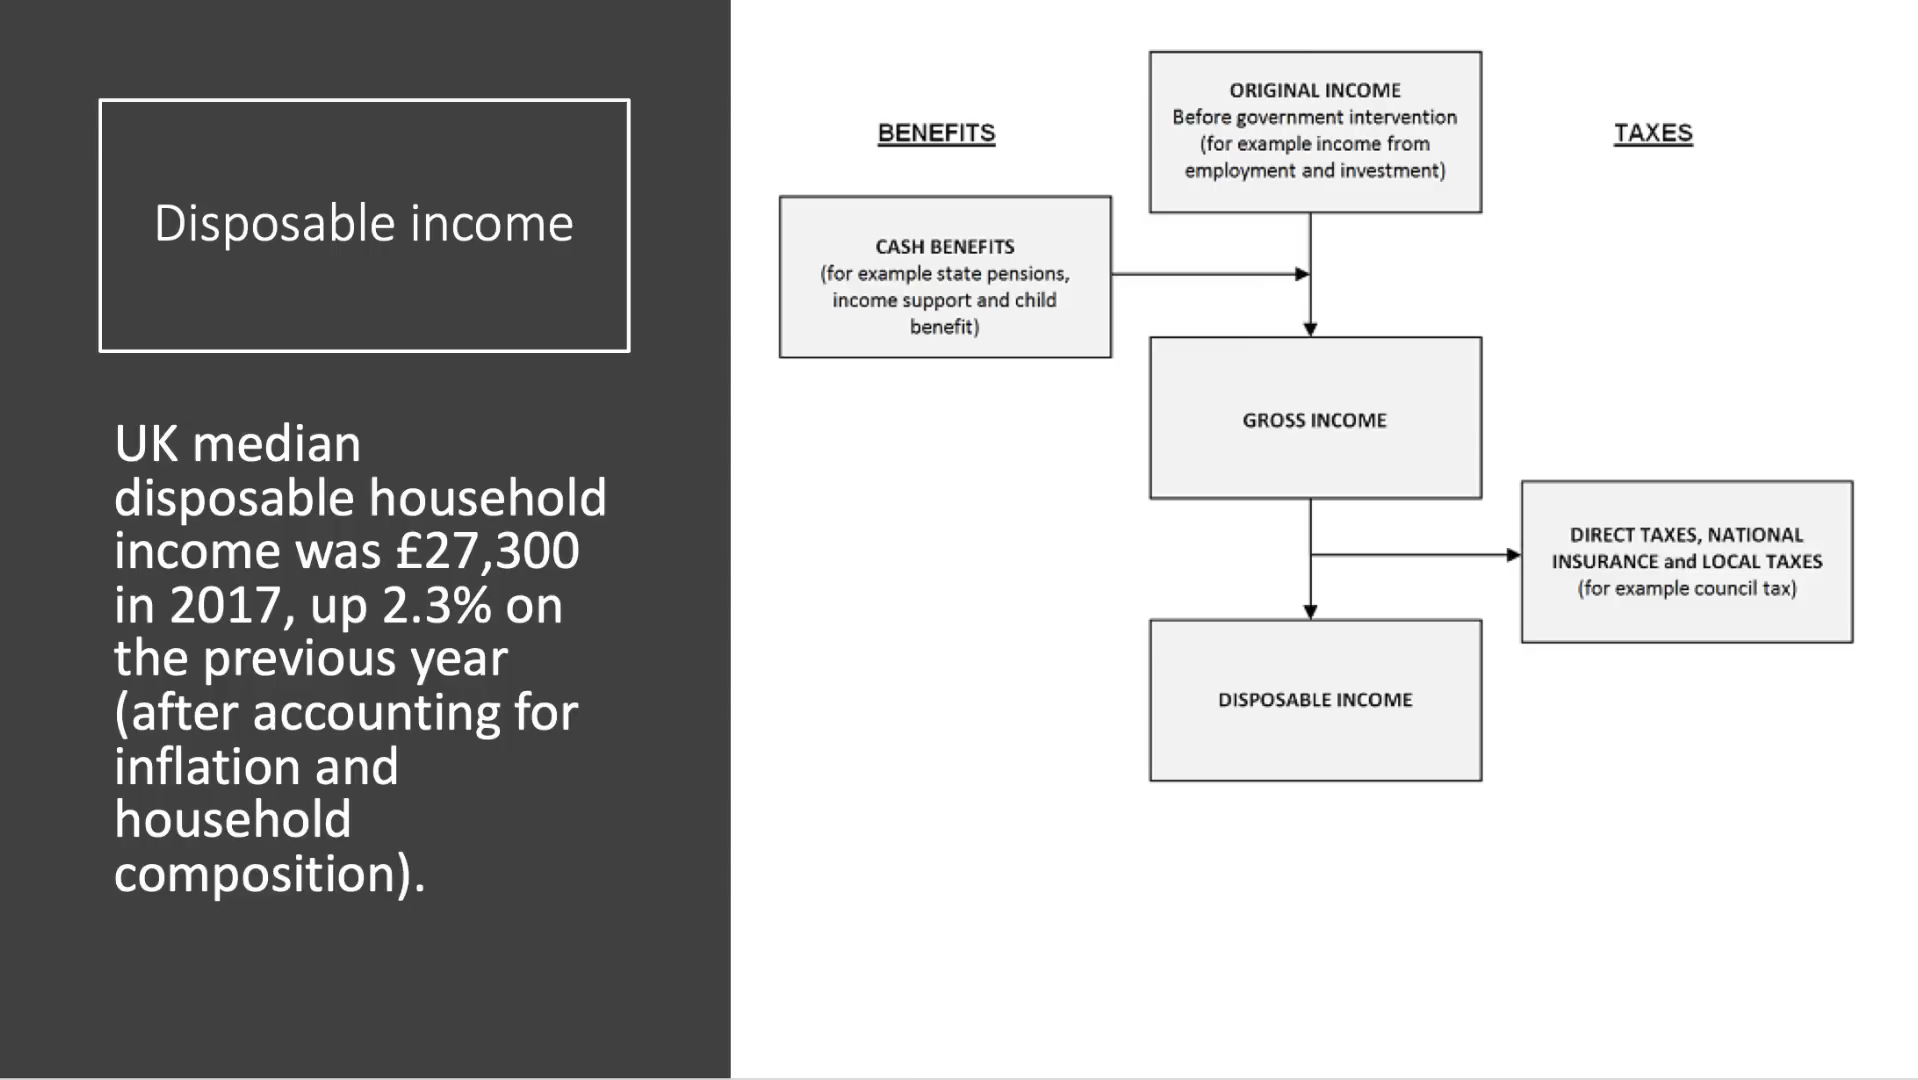 Disposable income
UK median
disposable household
income was £27,300
in 2017, up 2.3% on
the previous year
(after accounting for
inflation and
household
composition).
BENEFITS
ORIGINAL INCOME
Before government intervention
(for example income from
employment and investment)
TAXES
CASH BENEFITS
(for example state pensions,
income support and child
benefit)
GROSS INCOME
DIRECT TAXES, NATIONAL
INSURANCE and LOCAL TAXES
(for example council tax)
DISPOSABLE INCOME